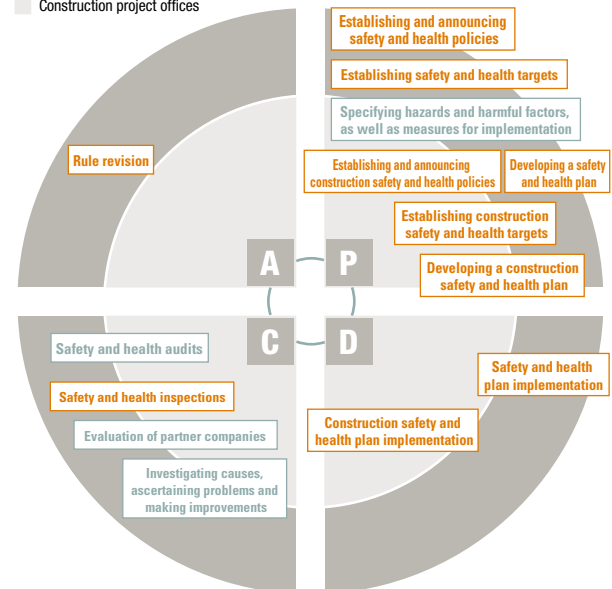 Construction project offices
Establishing and announcing
safety and health policies
Establishing safety and health targets
Specifying hazards and harmful factors,
as well as measures for implementation
Establishing and announcing
construction safety and health policies
Developing a safety
and health plan
Establishing construction
safety and health targets
Developing a construction
safety and health plan
Rule revision
A
P
C
D
Safety and health audits
Safety and health inspections
Evaluation of partner companies
Investigating causes,
ascertaining problems and
making improvements
Safety and health
plan implementation
Construction safety and
health plan implementation